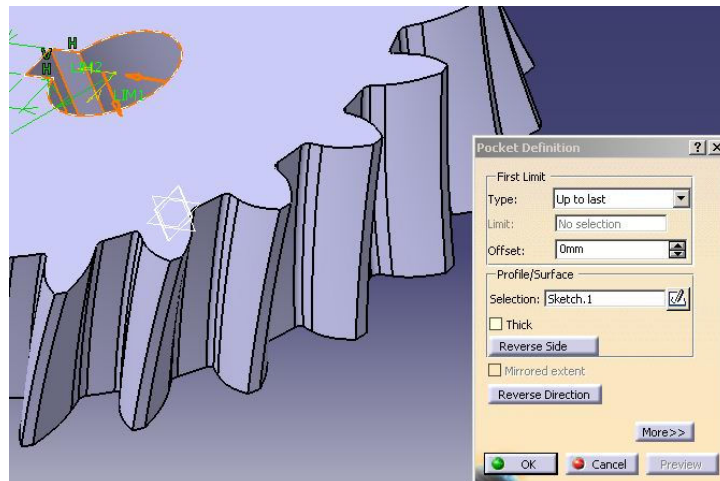 H
V
H
LIM2
LIM1
Pocket Definition
First Limit
Type: Up to last
Limit: No selection
Offset: 0mm
Profile/Surface
Selection: Sketch.1
Thick
Reverse Side
Mirrored extent
Reverse Direction
More>>
OK Cancel Preview